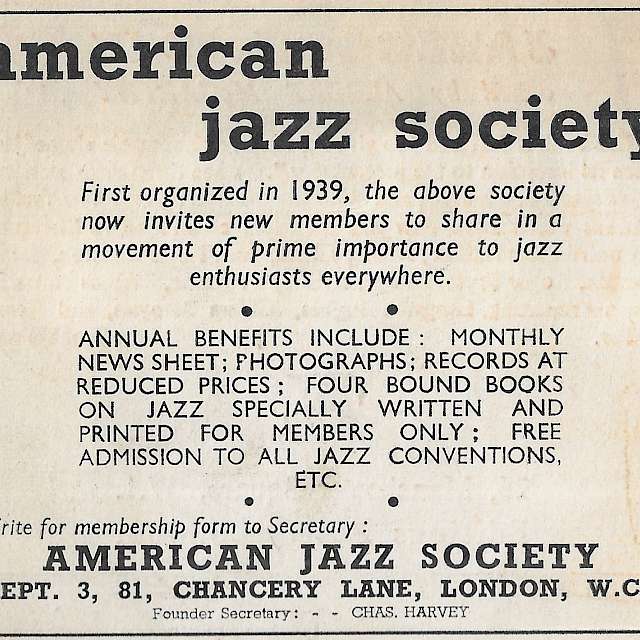 american
jazz society
First organized in 1939, the above society
now invites new members to share in a
movement of prime importance to jazz
enthusiasts everywhere.
ANNUAL BENEFITS INCLUDE : MONTHLY
NEWS SHEET; PHOTOGRAPHS; RECORDS AT
REDUCED PRICES ; FOUR BOUND BOOKS
ON JAZZ SPECIALLY WRITTEN AND
PRINTED FOR MEMBERS ONLY ; FREE
ADMISSION TO ALL JAZZ CONVENTIONS,
ETC.
rite for membership form to Secretary :
AMERICAN JAZZ SOCIETY
EPT. 3, 81, CHANCERY LANE, LONDON, W.C
Founder Secretary: - - CHAS. HARVEY